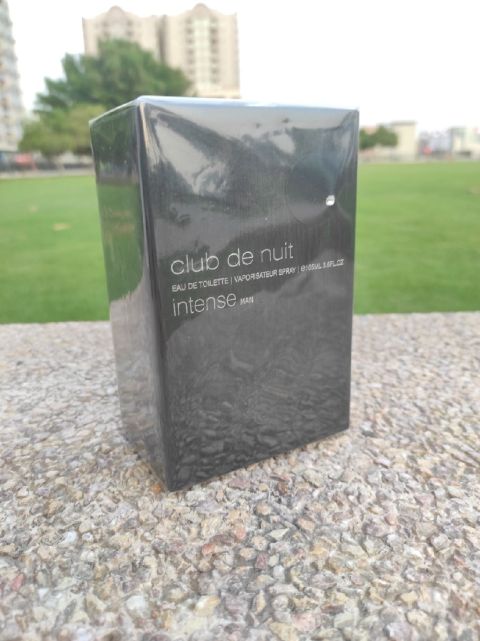 club de nuit
EAU DE TOILETTE | VAPORISATEUR SPRAY | ℮105ML 3.6FL.OZ
intense MAN